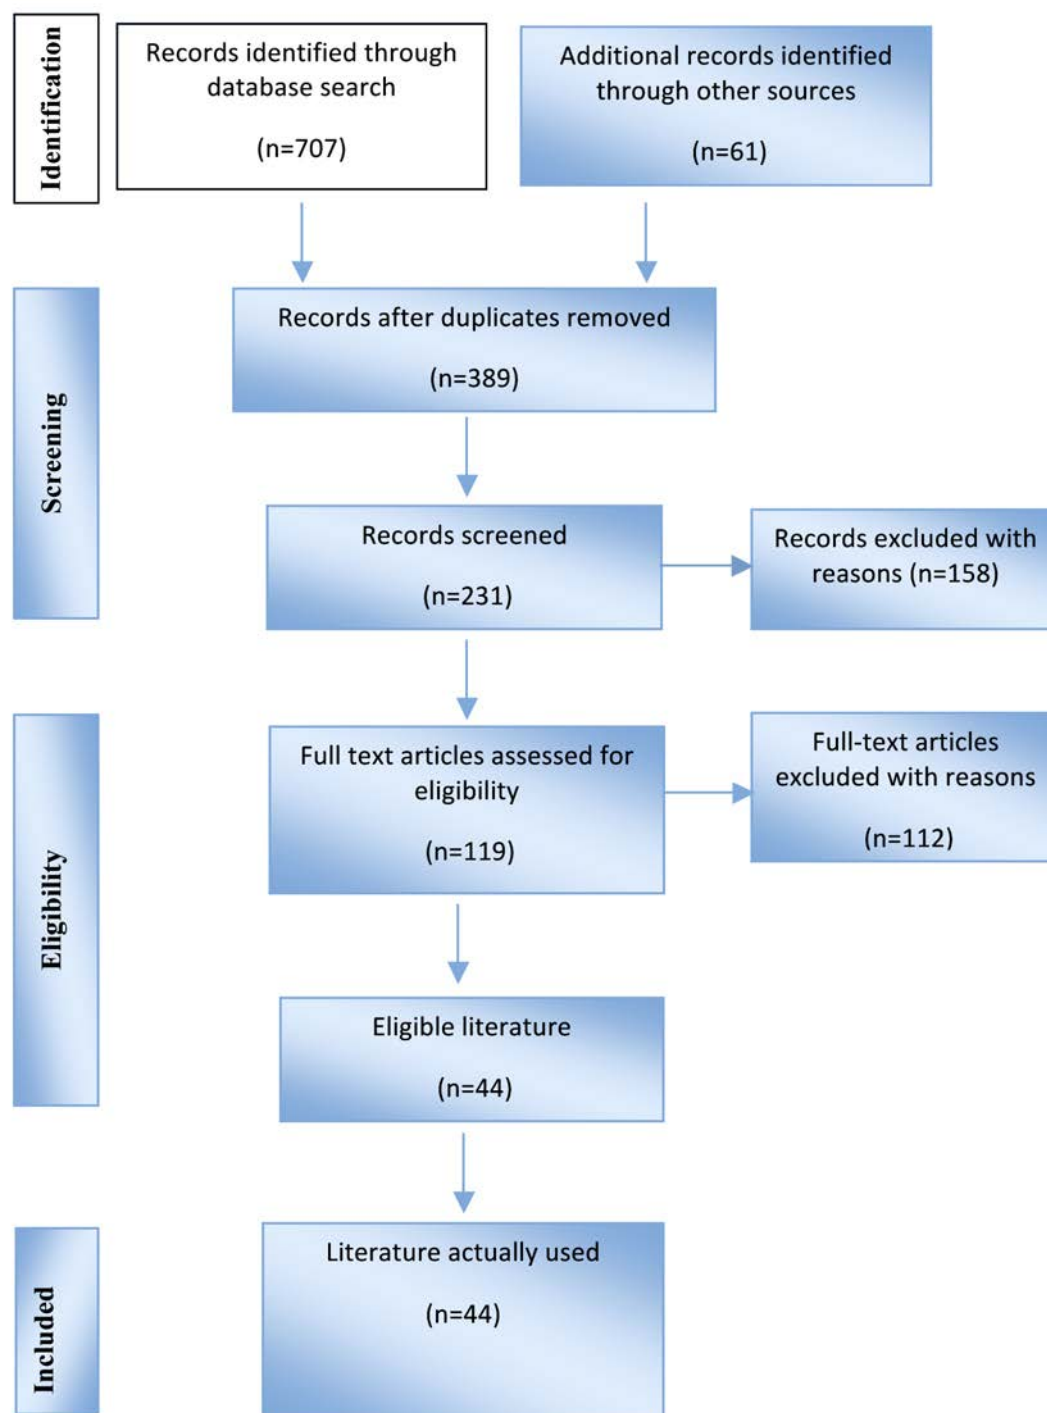 Identification
Records identified through
database search
(n=707)
Additional records identified
through other sources
(n=61)
Screening
Records after duplicates removed
(n=389)
Records screened
(n=231)
Records excluded with
reasons (n=158)
Eligibility
Full text articles assessed for
eligibility
(n=119)
Full-text articles
excluded with reasons
(n=112)
Eligible literature
(n=44)
Included
Literature actually used
(n=44)